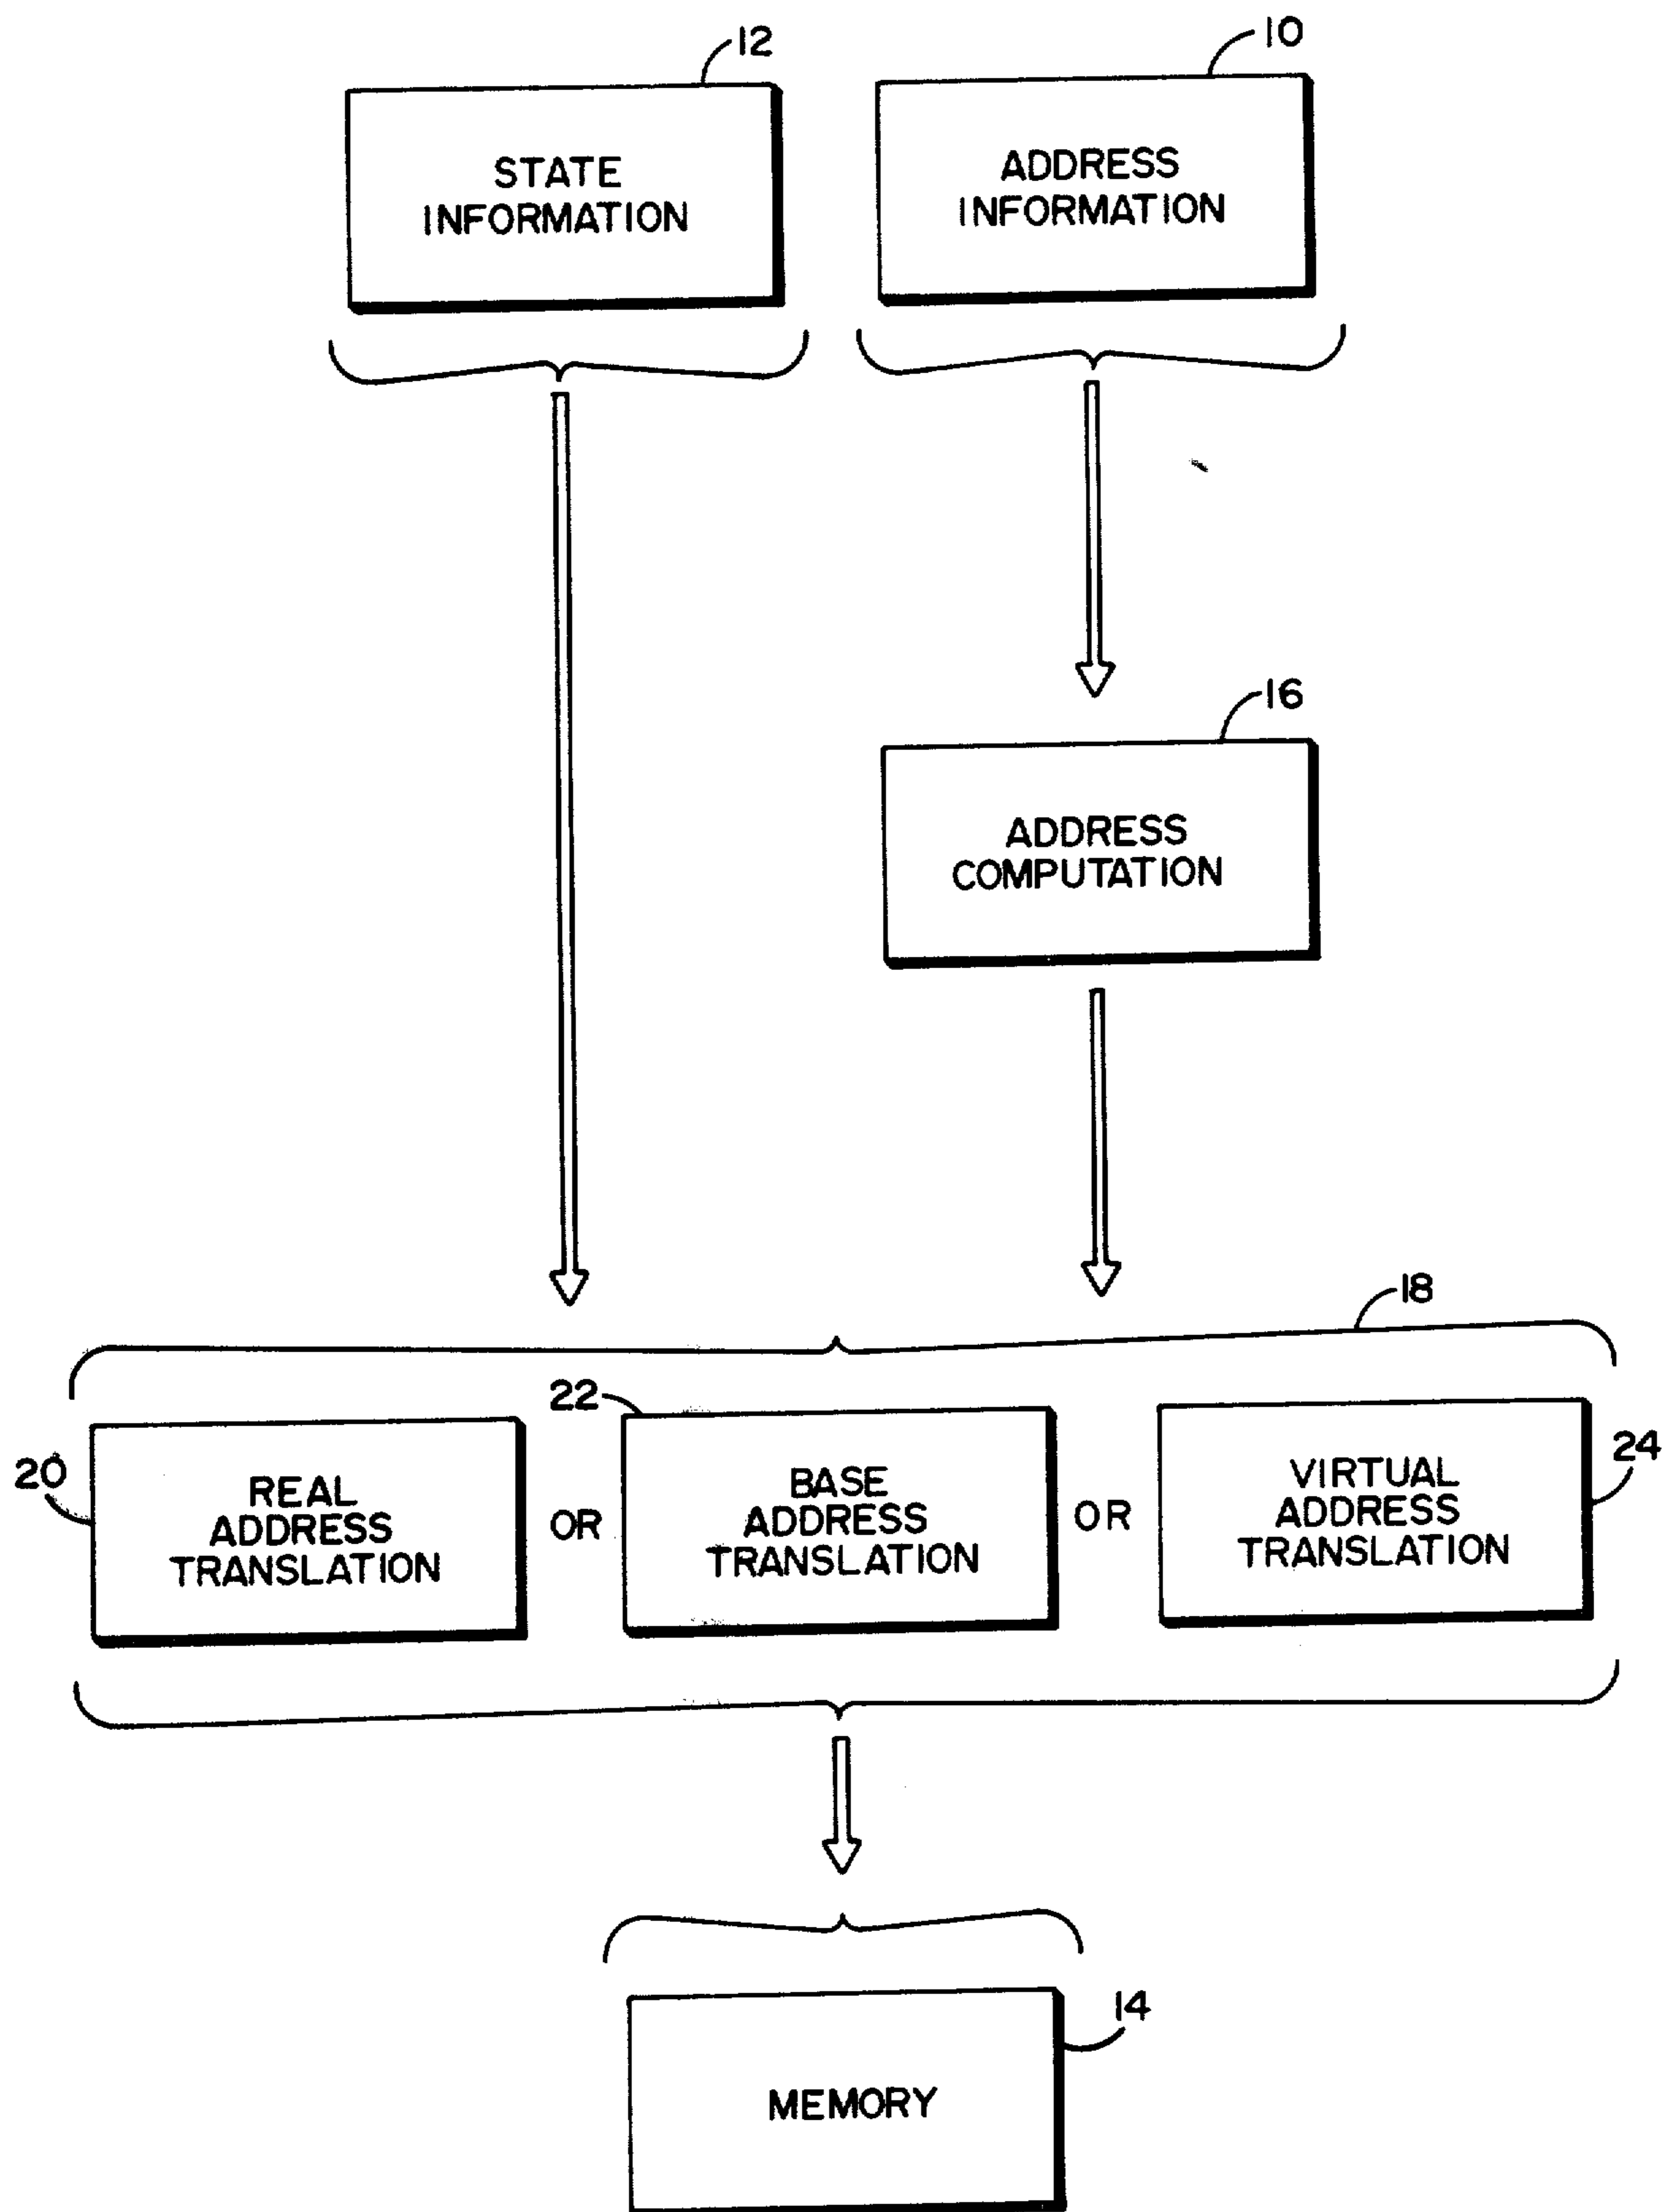 12
10
STATE
INFORMATION
ADDRESS
INFORMATION
16
ADDRESS
COMPUTATION
18
22
20
REAL
ADDRESS
TRANSLATION
OR
BASE
ADDRESS
TRANSLATION
OR
VIRTUAL
ADDRESS
TRANSLATION
24
14
MEMORY